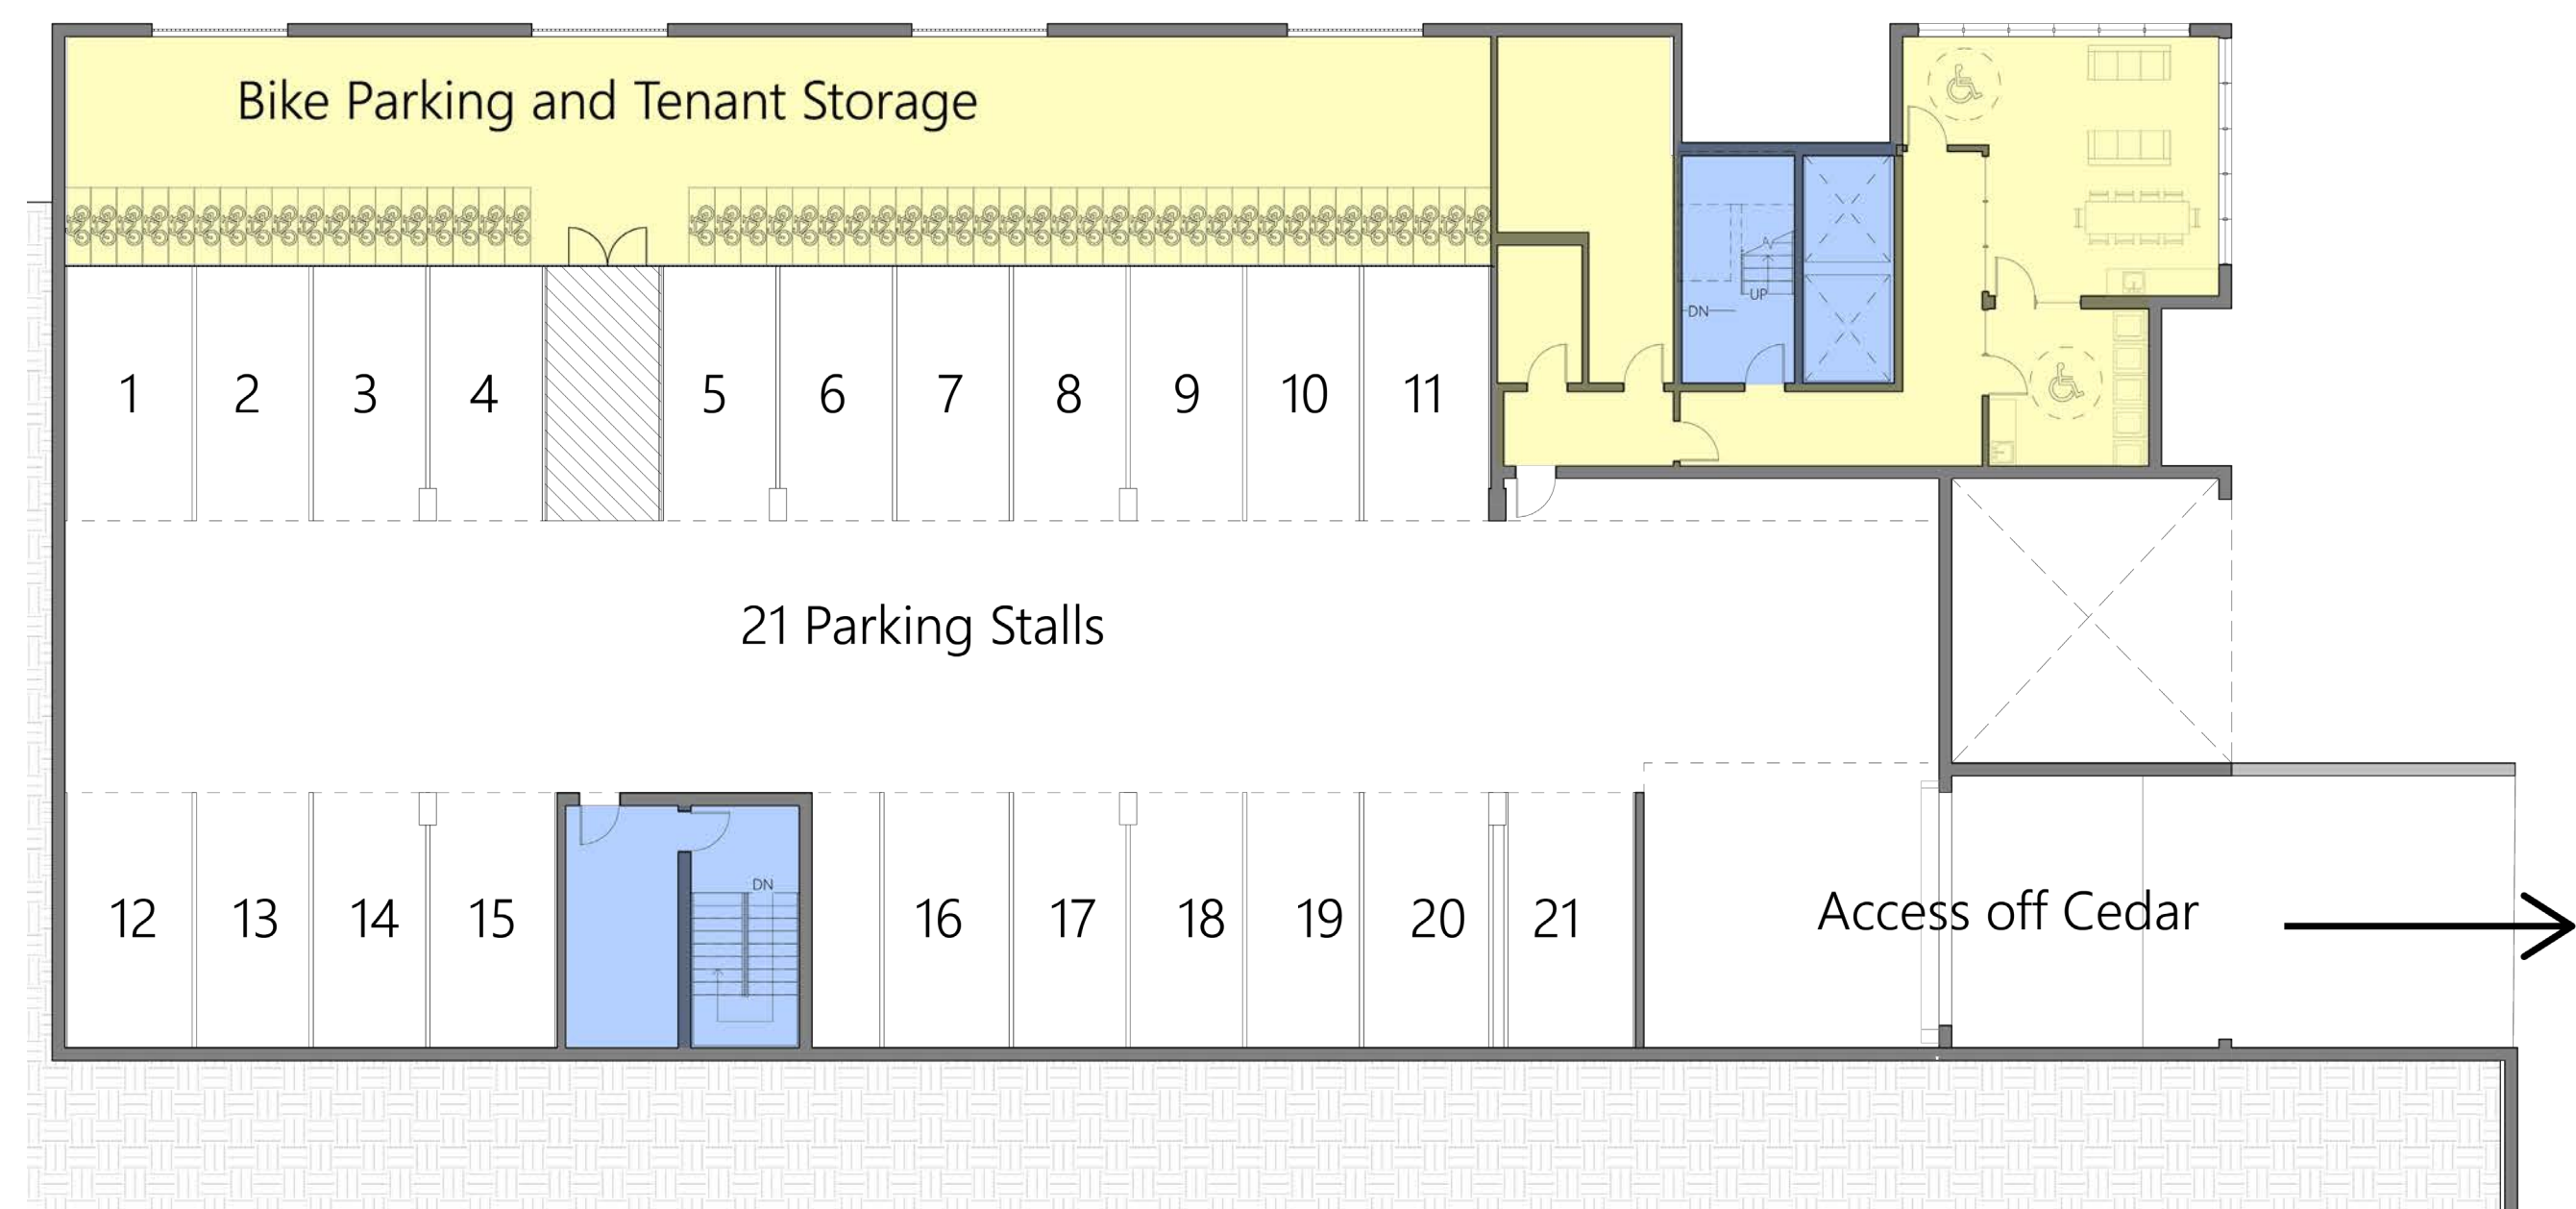 Bike Parking and Tenant Storage
UP
DN
1 2 3 4 5 6 7 8 9 10 11
21 Parking Stalls
DN
12 13 14 15 16 17 18 19 20 21
Access off Cedar